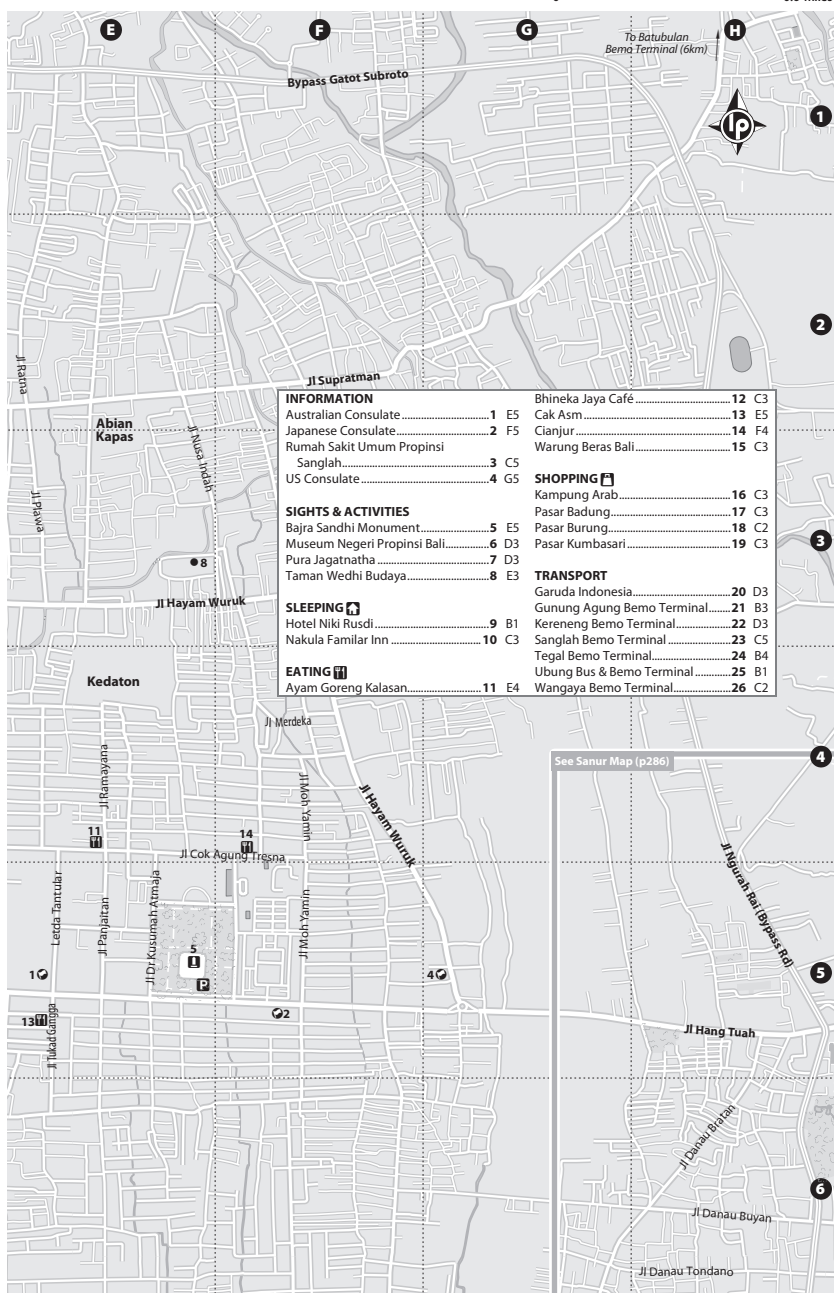 E
F
G
H
To Batubulan
Bemo Terminal (6km)
Bypass Gatot Subroto
lp
1
2
Jl Ratna
Jl Supratman
Abian
Kapas
Jl Nusa Indah
Jl Plawa
INFORMATION
Australian Consulate 1 E5
Japanese Consulate 2 F5
Rumah Sakit Umum Propinsi
Sanglah 3 C5
US Consulate 4 G5
SIGHTS & ACTIVITIES
Bajra Sandhi Monument 5 E5
Museum Negeri Propinsi Bali 6 D3
Pura Jagatnatha 7 D3
Taman Wedhi Budaya 8 E3
SLEEPING
Hotel Niki Rusdi 9 B1
Nakula Familar Inn 10 C3
EATING
Ayam Goreng Kalasan 11 E4
Bhineka Jaya Café 12 C3
Cak Asm 13 E5
Cianjur 14 F4
Warung Beras Bali 15 C3
SHOPPING
Kampung Arab 16 C3
Pasar Badung 17 C3
Pasar Burung 18 C2
Pasar Kumbasari 19 C3
TRANSPORT
Garuda Indonesia 20 D3
Gunung Agung Bemo Terminal 21 B3
Kereneng Bemo Terminal 22 D3
Sanglah Bemo Terminal 23 C5
Tegal Bemo Terminal 24 B4
Ubung Bus & Bemo Terminal 25 B1
Wangaya Bemo Terminal 26 C2
3
8
Jl Hayam Wuruk
Kedaton
Jl Merdeka
See Sanur Map (p286)
4
Jl Ramayana
Jl Moh Yamin
Jl Hayam Wuruk
11
14
Jl Cok Agung Tresna
Jl Ngurah Rai (Bypass Rd)
Letda Tantular
Jl Panjaitan
Jl Dr Kusumah Atmaja
Jl Moh Yamin
5
1
4
5
P
2
13
Jl Tukad Gangga
Jl Hang Tuah
Jl Danau Bratan
6
Jl Danau Buyan
Jl Danau Tondano